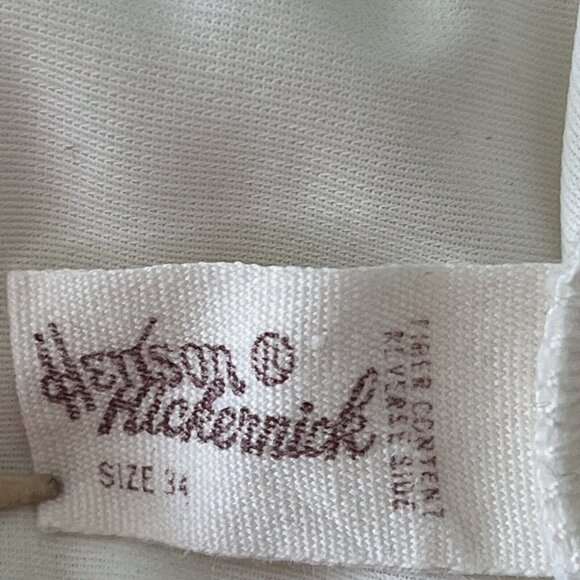 Henson
Kickernick
SIZE 34
FIBER CONTENT
REVERSE SIDE